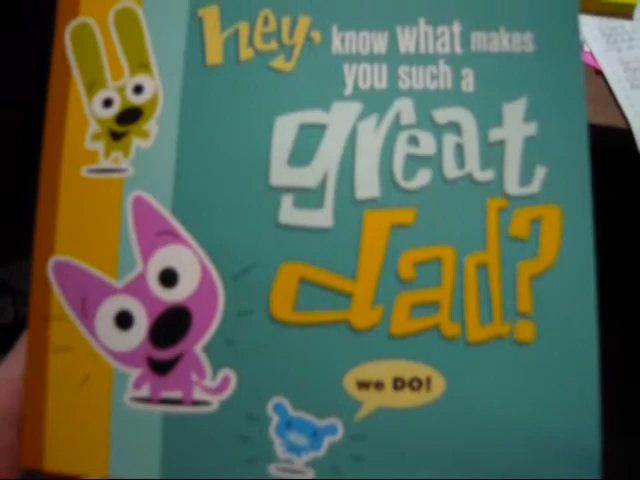 hey, know what makes
you such a
great
dad?
we DO!